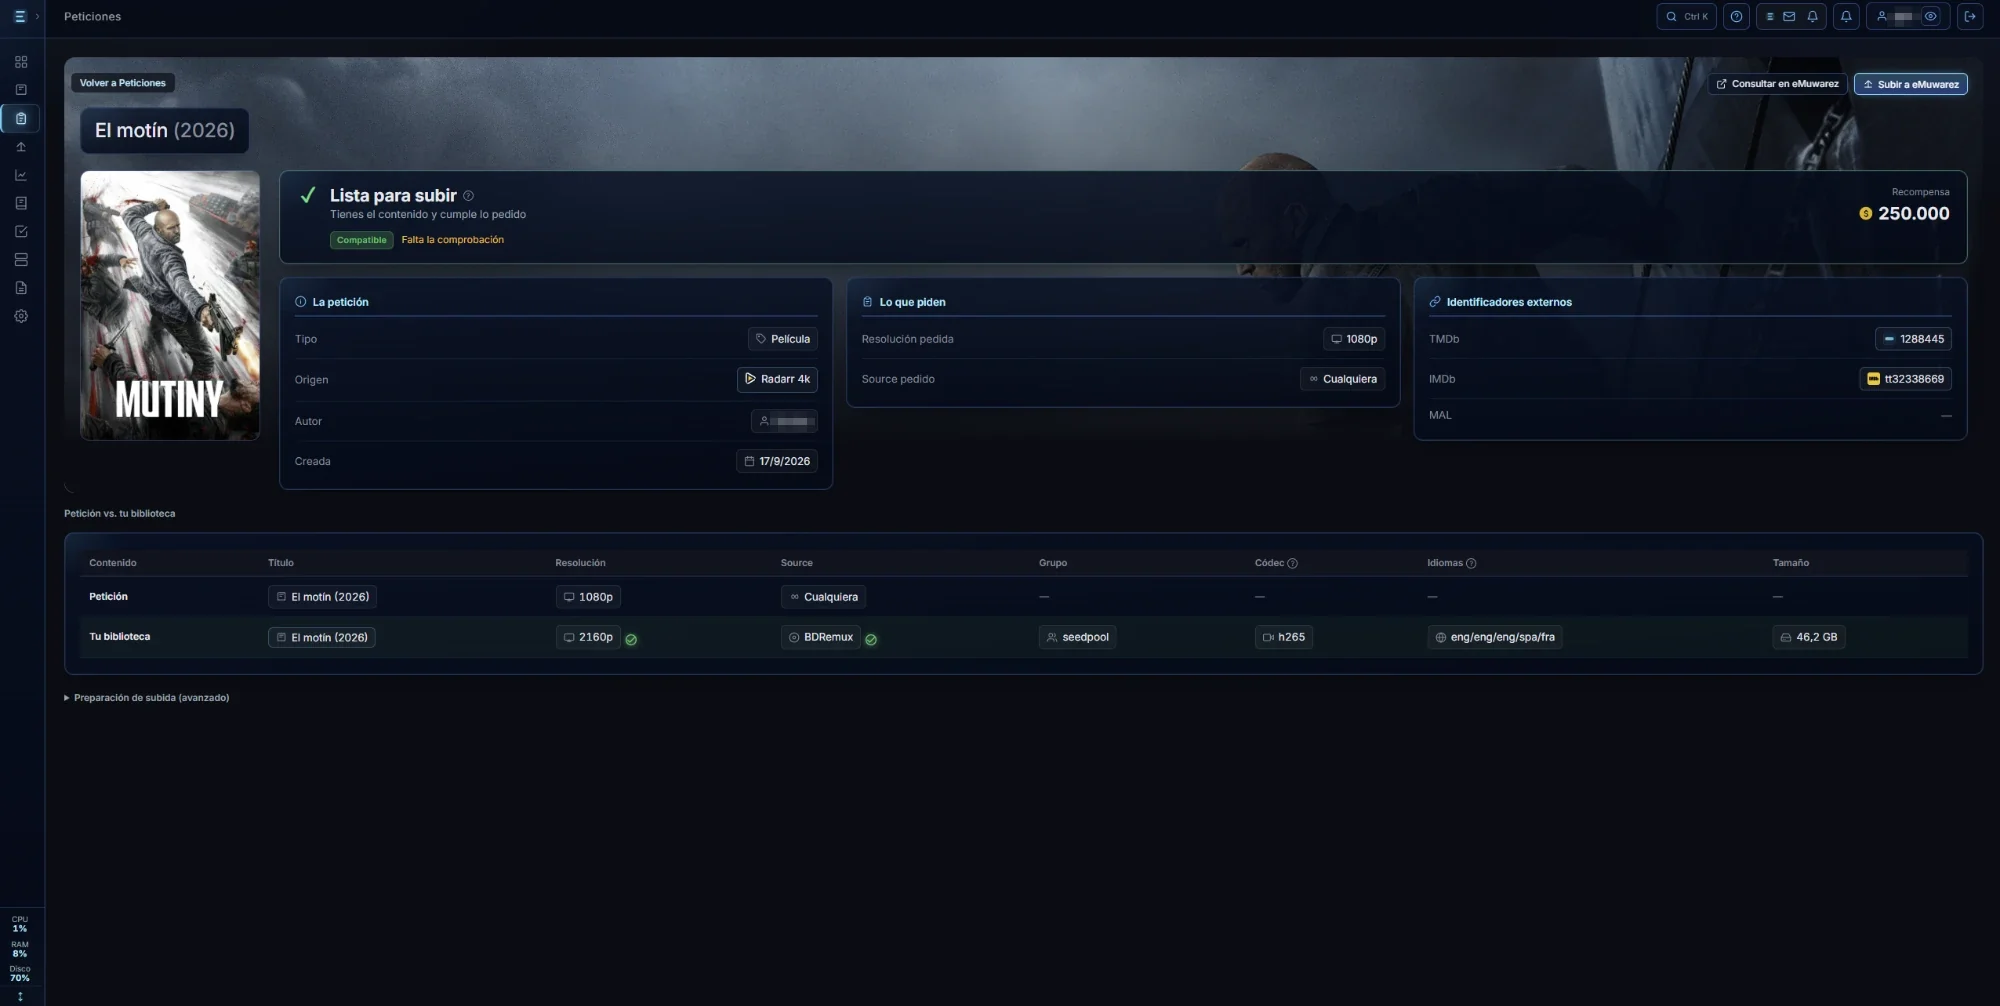 Peticiones
Ctrl K
Volver a Peticiones
Consultar en eMuwarez
Subir a eMuwarez
El motín (2026)
MUTINY
Lista para subir
Tienes el contenido y cumple lo pedido
Compatible
Falta la comprobación
Recompensa
250.000
La petición
Tipo
Película
Origen
Radarr 4k
Autor
Creada
17/9/2026
Lo que piden
Resolución pedida
1080p
Source pedido
Cualquiera
Identificadores externos
TMDb
1288445
IMDb
tt32338669
MAL
—
Petición vs. tu biblioteca
Contenido Título Resolución Source Grupo Códec Idiomas Tamaño
Petición El motín (2026) 1080p Cualquiera — — — —
Tu biblioteca El motín (2026) 2160p BDRemux seedpool h265 eng/eng/eng/spa/fra 46,2 GB
Preparación de subida (avanzado)
CPU
1%
RAM
8%
Disco
70%